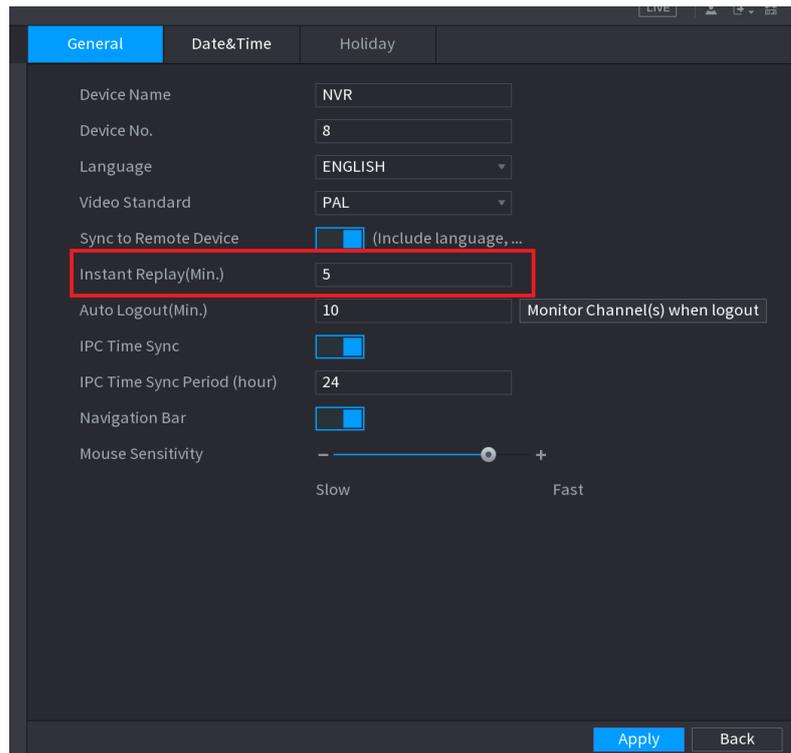 LIVE
General Date&Time Holiday
Device Name NVR
Device No. 8
Language ENGLISH
Video Standard PAL
Sync to Remote Device (Include language, ...
Instant Replay(Min.) 5
Auto Logout(Min.) 10 Monitor Channel(s) when logout
IPC Time Sync
IPC Time Sync Period (hour) 24
Navigation Bar
Mouse Sensitivity
Slow Fast
Apply Back